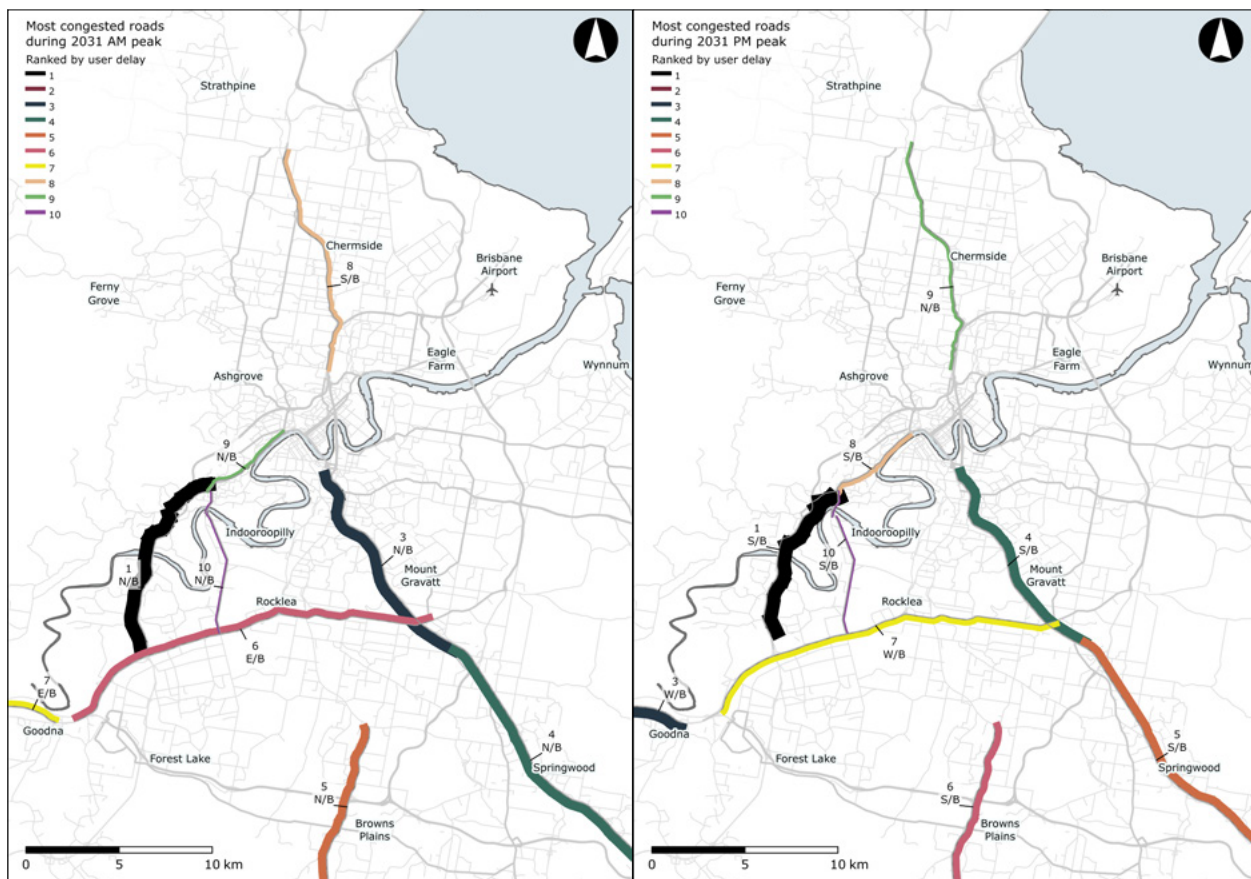 Most congested roads
during 2031 AM peak
Ranked by user delay
1
2
3
4
5
6
7
8
9
10
Strathpine
Chermside
8
S/B
Brisbane
Airport
Ferny
Grove
Eagle
Farm
Wynnum
Ashgrove
9
N/B
Indooroopilly
3
N/B
1
N/B
10
N/B
Mount
Gravatt
Rocklea
6
E/B
7
E/B
Goodna
4
N/B
Forest Lake
Springwood
5
N/B
Browns
Plains
0
5
10 km
Most congested roads
during 2031 PM peak
Ranked by user delay
1
2
3
4
5
6
7
8
9
10
Strathpine
Chermside
Brisbane
Airport
9
N/B
Ferny
Grove
Eagle
Farm
Wynnum
Ashgrove
8
S/B
Indooroopilly
1
S/B
10
S/B
4
S/B
Mount
Gravatt
Rocklea
7
W/B
3
W/B
Goodna
5
S/B
Forest Lake
Springwood
6
S/B
Browns
Plains
0
5
10 km